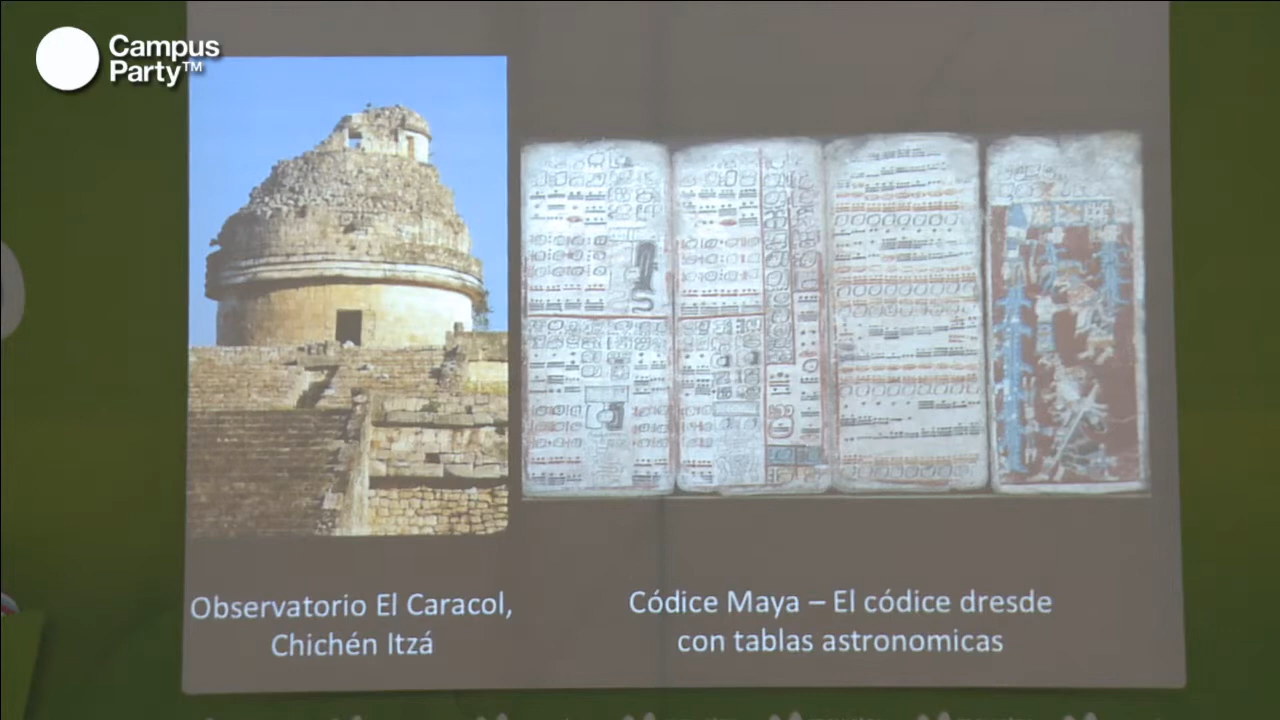 Campus
Party™
Observatorio El Caracol,
Chichén Itzá
Códice Maya – El códice dresde
con tablas astronomicas